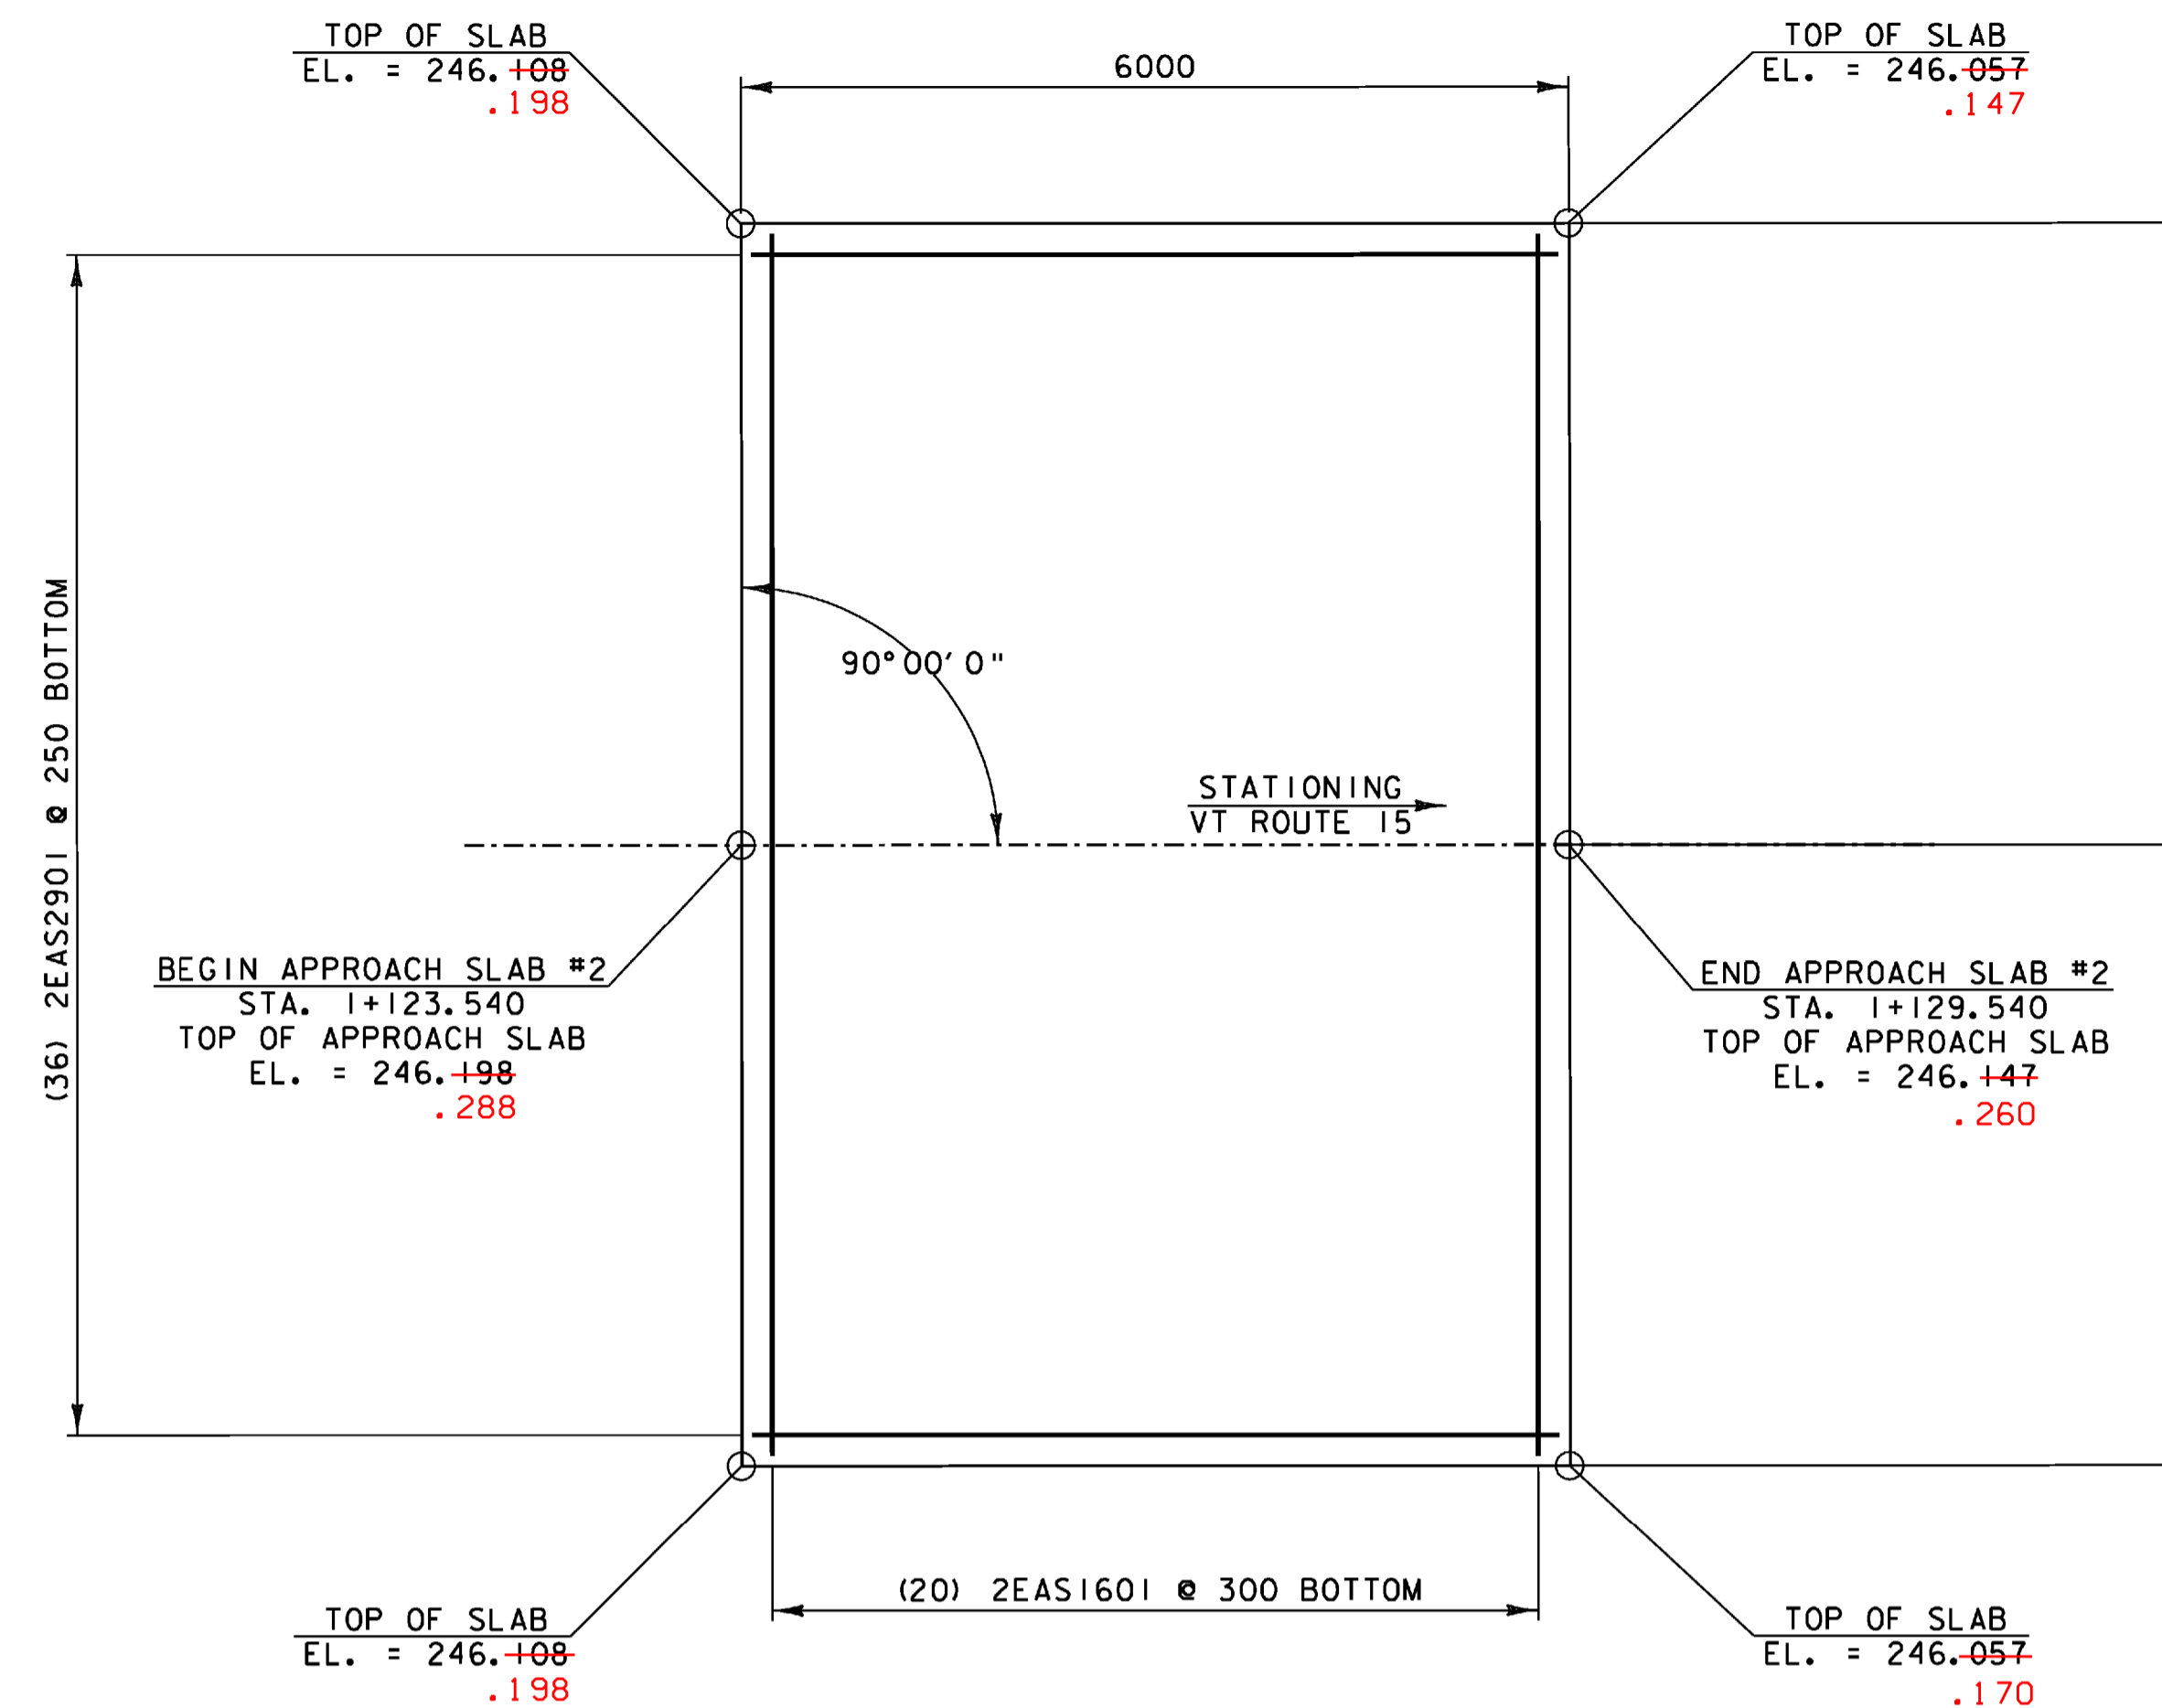 TOP OF SLAB
EL. = 246.108
.198
6000
TOP OF SLAB
EL. = 246.057
.147
(36) 2EAS2901 @ 250 BOTTOM
90°00'0"
STATIONING
VT ROUTE 15
BEGIN APPROACH SLAB #2
STA. 1+123.540
TOP OF APPROACH SLAB
EL. = 246.198
.288
END APPROACH SLAB #2
STA. 1+129.540
TOP OF APPROACH SLAB
EL. = 246.147
.260
(20) 2EAS1601 @ 300 BOTTOM
TOP OF SLAB
EL. = 246.108
.198
TOP OF SLAB
EL. = 246.057
.170